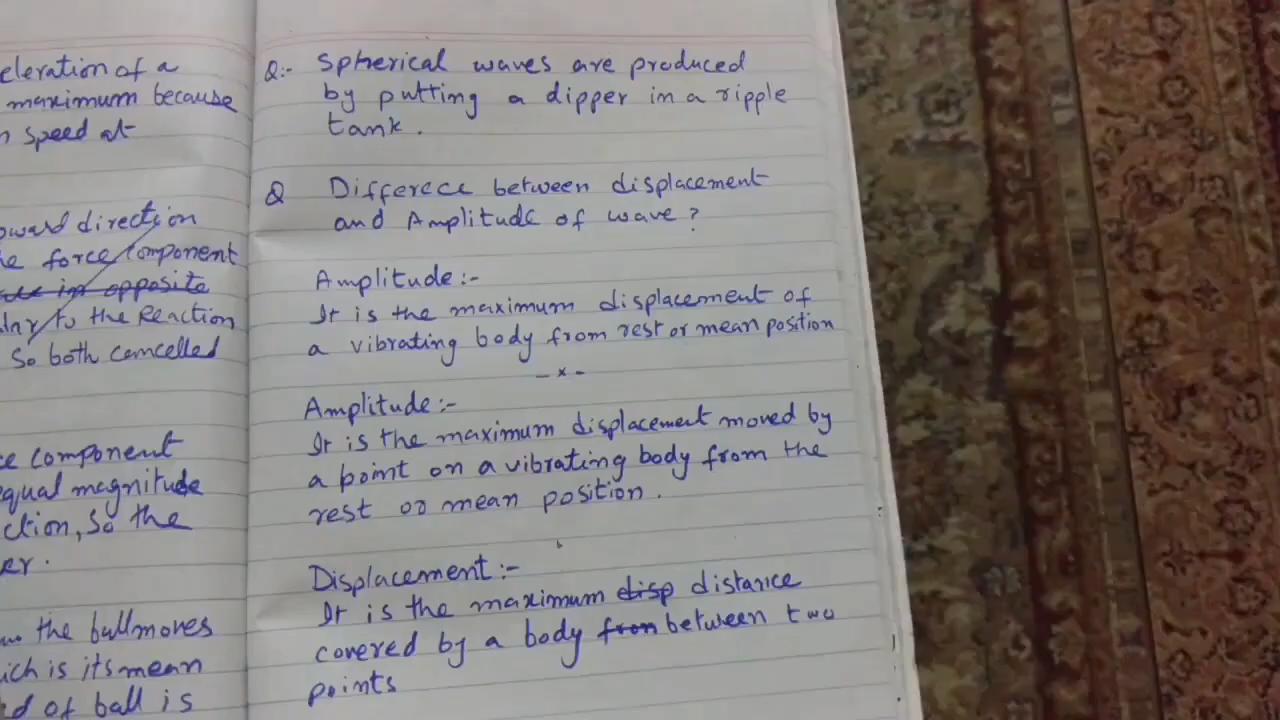 eleration of a
maximum because
speed at
direction
force component
in opposite
to the Reaction
So both cancelled
component
equal magnitude
ction, So the
er.
the ball moves
ich is its mean
d of ball is
Q:- Spherical waves are produced
by putting a dipper in a ripple
tank.
Q Differece between displacement
and Amplitude of wave?
Amplitude:-
It is the maximum displacement of
a vibrating body from rest or mean position
-x-
Amplitude:-
It is the maximum displacement moved by
a point on a vibrating body from the
rest or mean position.
Displacement:-
It is the maximum disp distance
covered by a body from between two
points